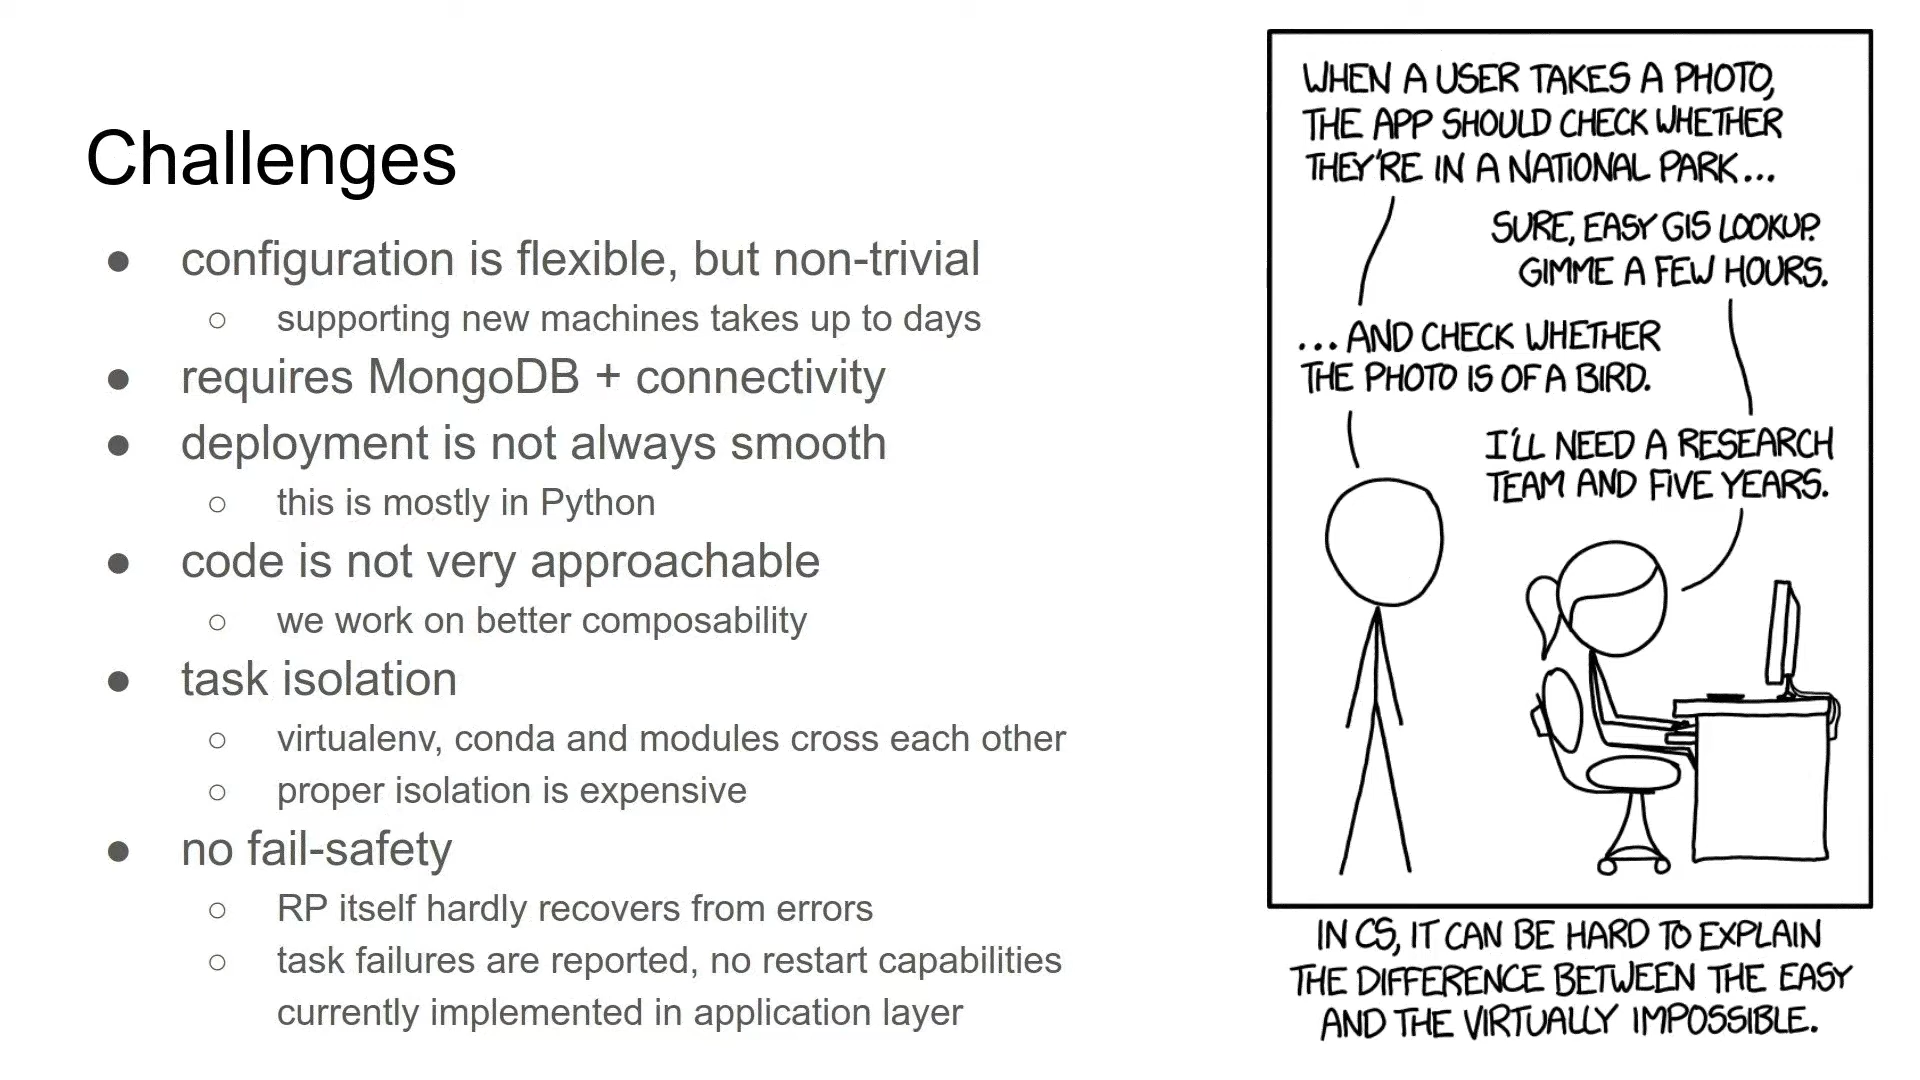 Challenges
● configuration is flexible, but non-trivial
○ supporting new machines takes up to days
● requires MongoDB + connectivity
● deployment is not always smooth
○ this is mostly in Python
● code is not very approachable
○ we work on better composability
● task isolation
○ virtualenv, conda and modules cross each other
○ proper isolation is expensive
● no fail-safety
○ RP itself hardly recovers from errors
○ task failures are reported, no restart capabilities
currently implemented in application layer
WHEN A USER TAKES A PHOTO,
THE APP SHOULD CHECK WHETHER
THEY'RE IN A NATIONAL PARK...
SURE, EASY GIS LOOKUP.
GIMME A FEW HOURS.
...AND CHECK WHETHER
THE PHOTO IS OF A BIRD.
I'LL NEED A RESEARCH
TEAM AND FIVE YEARS.
IN CS, IT CAN BE HARD TO EXPLAIN
THE DIFFERENCE BETWEEN THE EASY
AND THE VIRTUALLY IMPOSSIBLE.